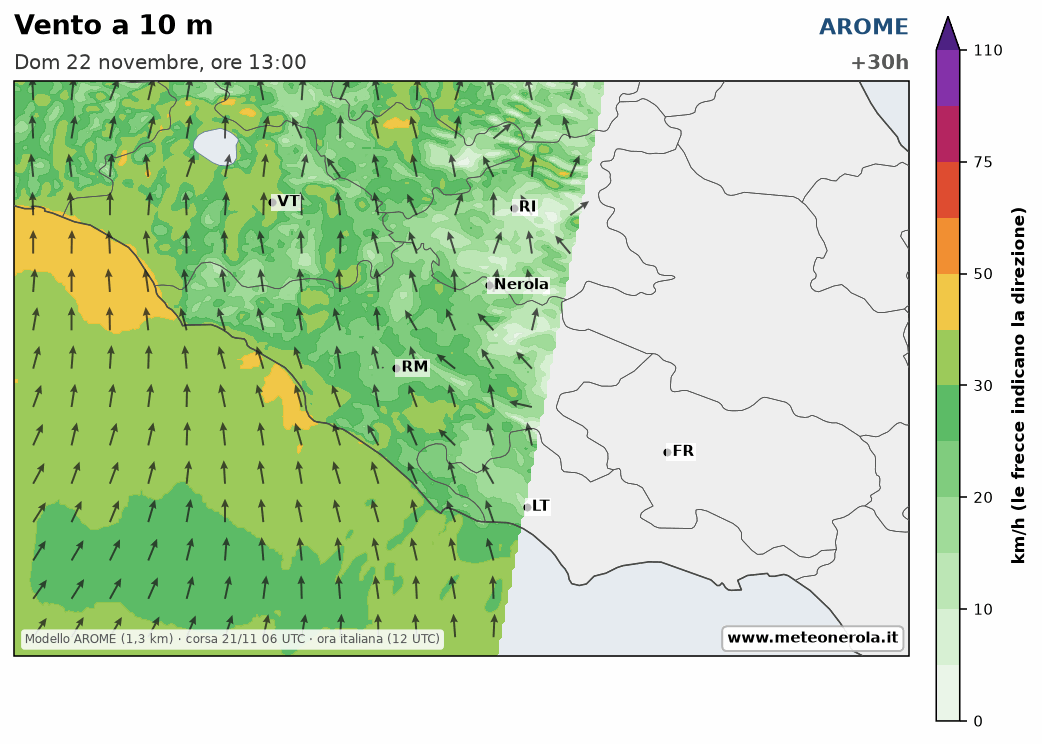 Vento a 10 m
AROME
Dom 22 novembre, ore 13:00
+30h
VT
RI
Nerola
RM
FR
LT
Modello AROME (1,3 km) · corsa 21/11 06 UTC · ora italiana (12 UTC)
www.meteonerola.it
110
75
50
30
20
10
0
km/h (le frecce indicano la direzione)